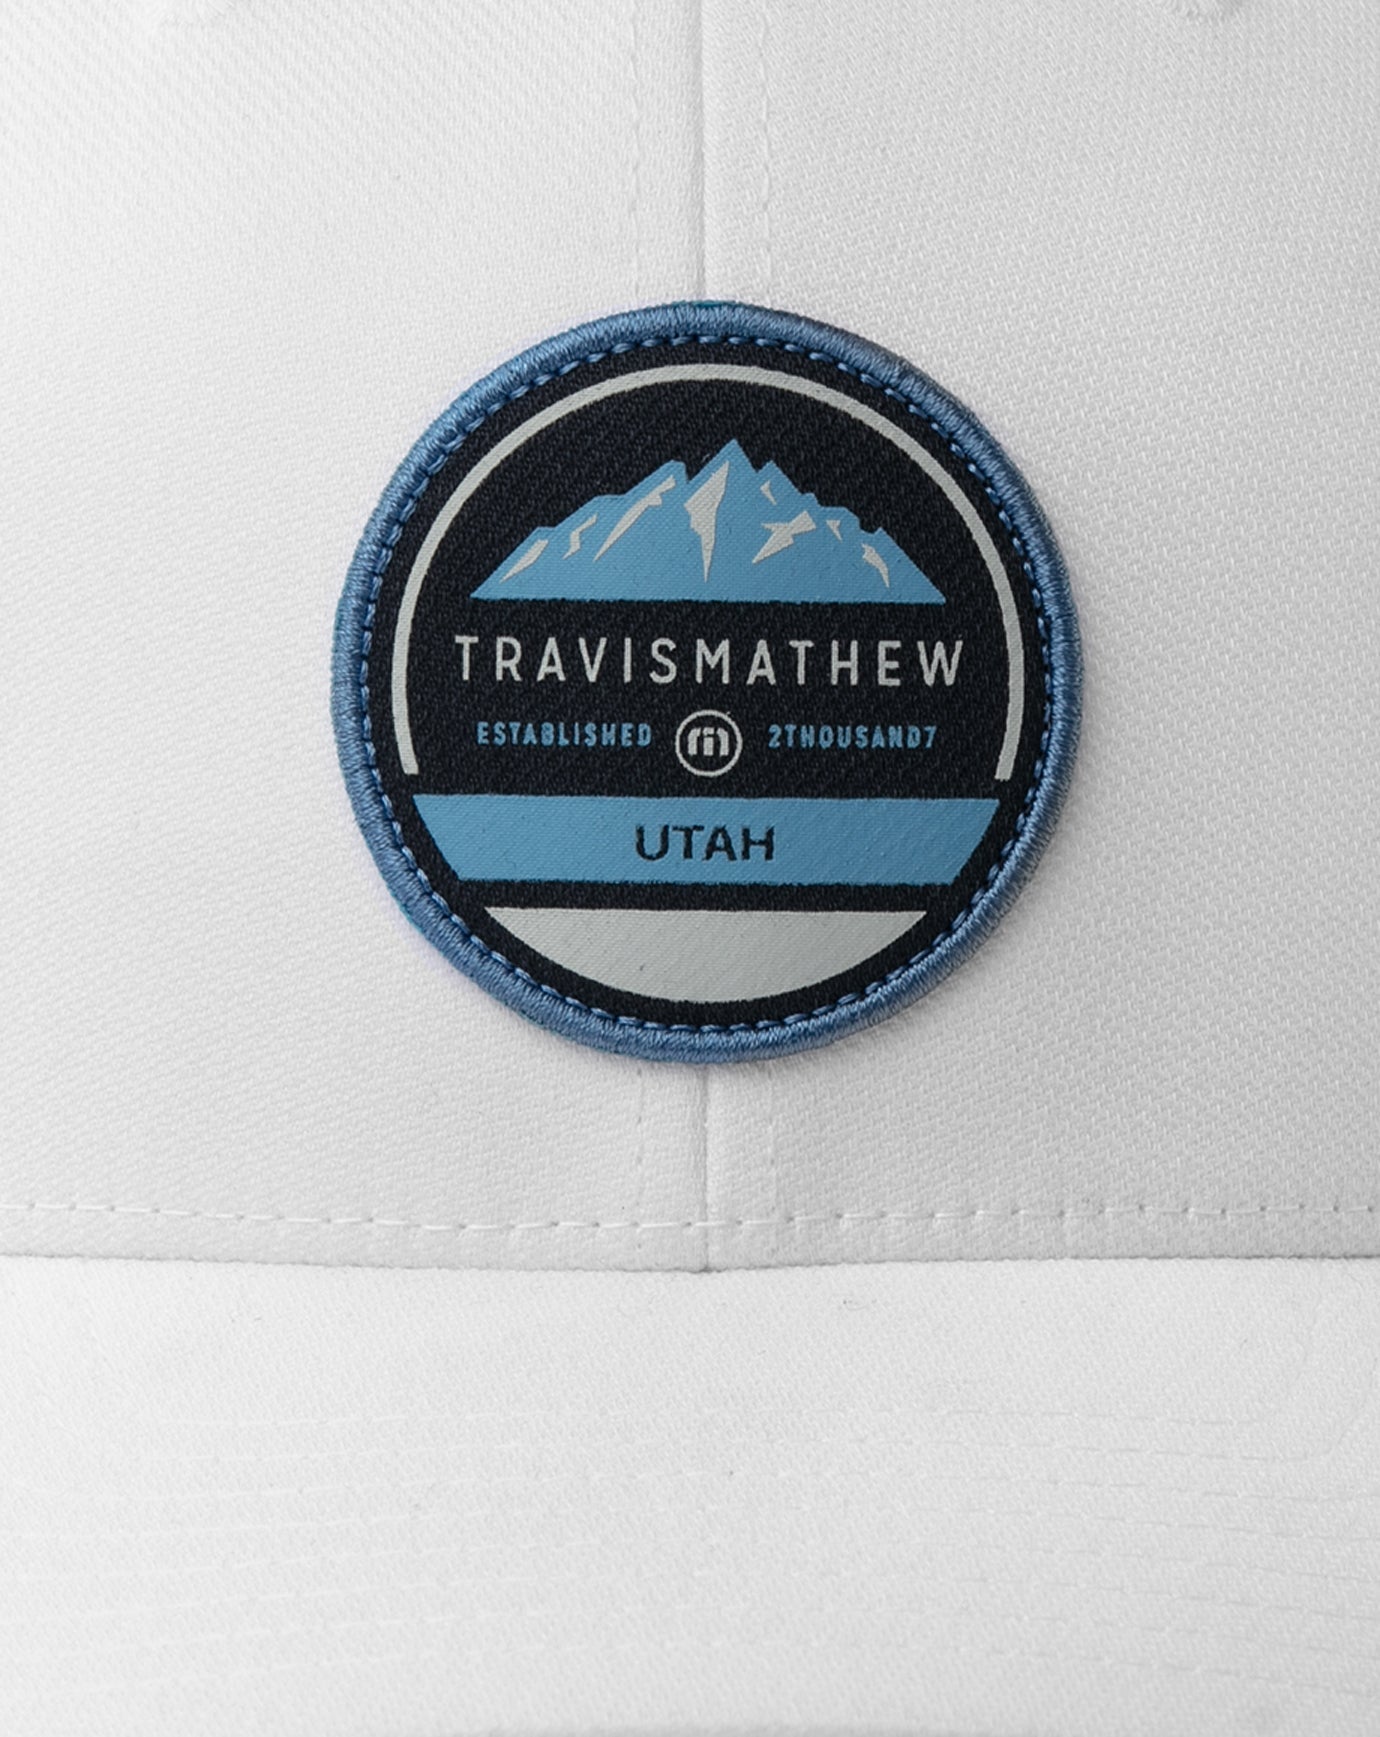 TRAVISMATHEW
ESTABLISHED m 2THOUSAND7
UTAH